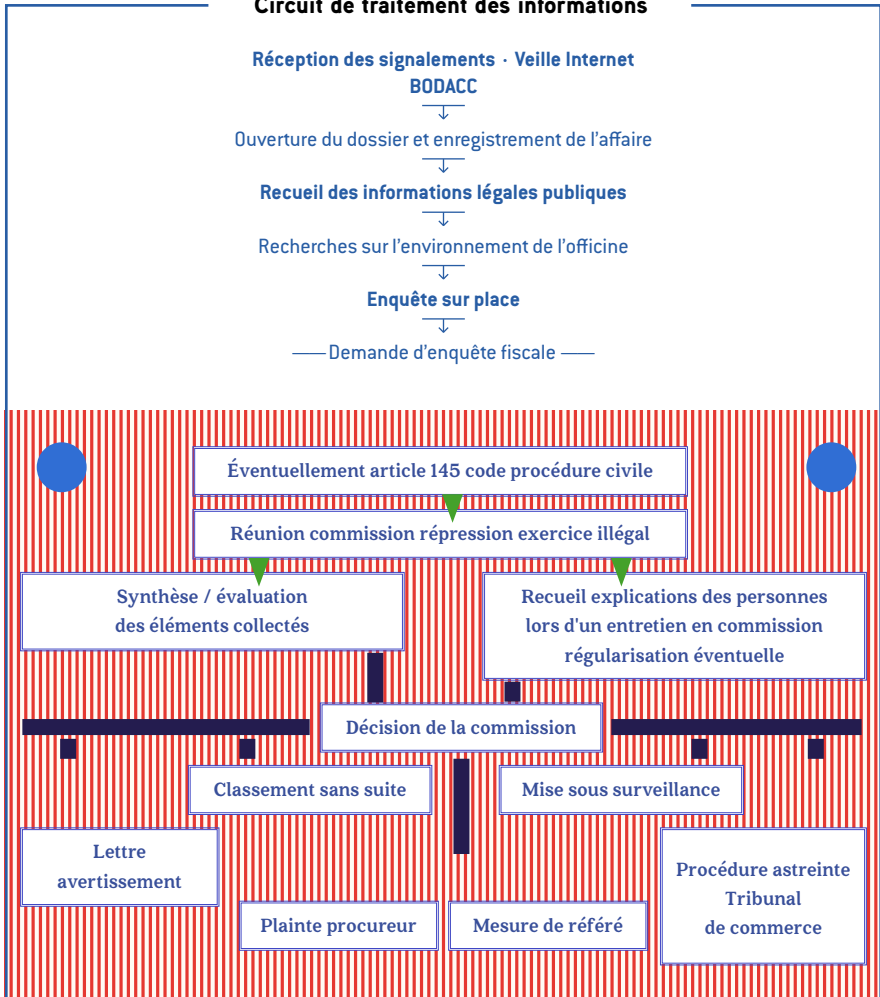 Circuit de traitement des informations
Réception des signalements · Veille Internet
BODACC
Ouverture du dossier et enregistrement de l’affaire
Recueil des informations légales publiques
Recherches sur l’environnement de l’officine
Enquête sur place
Demande d’enquête fiscale
Éventuellement article 145 code procédure civile
Réunion commission répression exercice illégal
Synthèse / évaluation
des éléments collectés
Recueil explications des personnes
lors d'un entretien en commission
régularisation éventuelle
Décision de la commission
Classement sans suite
Mise sous surveillance
Lettre
avertissement
Procédure astreinte
Tribunal
de commerce
Plainte procureur
Mesure de référé